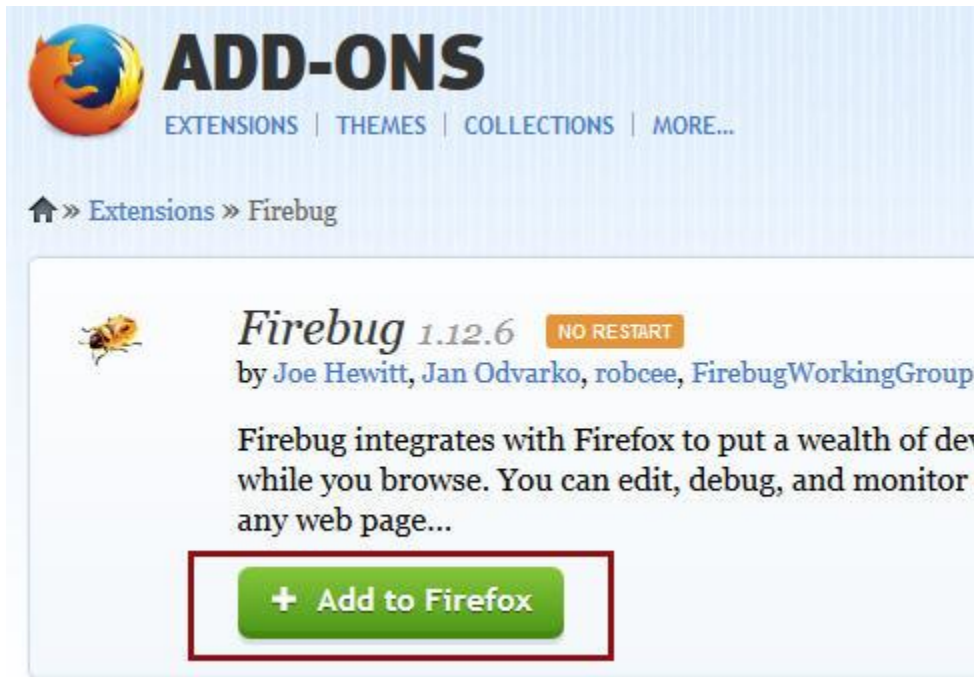 ADD-ONS
EXTENSIONS | THEMES | COLLECTIONS | MORE...
» Extensions » Firebug
Firebug 1.12.6 NO RESTART
by Joe Hewitt, Jan Odvarko, robcee, FirebugWorkingGroup
Firebug integrates with Firefox to put a wealth of dev
while you browse. You can edit, debug, and monitor
any web page...
+ Add to Firefox